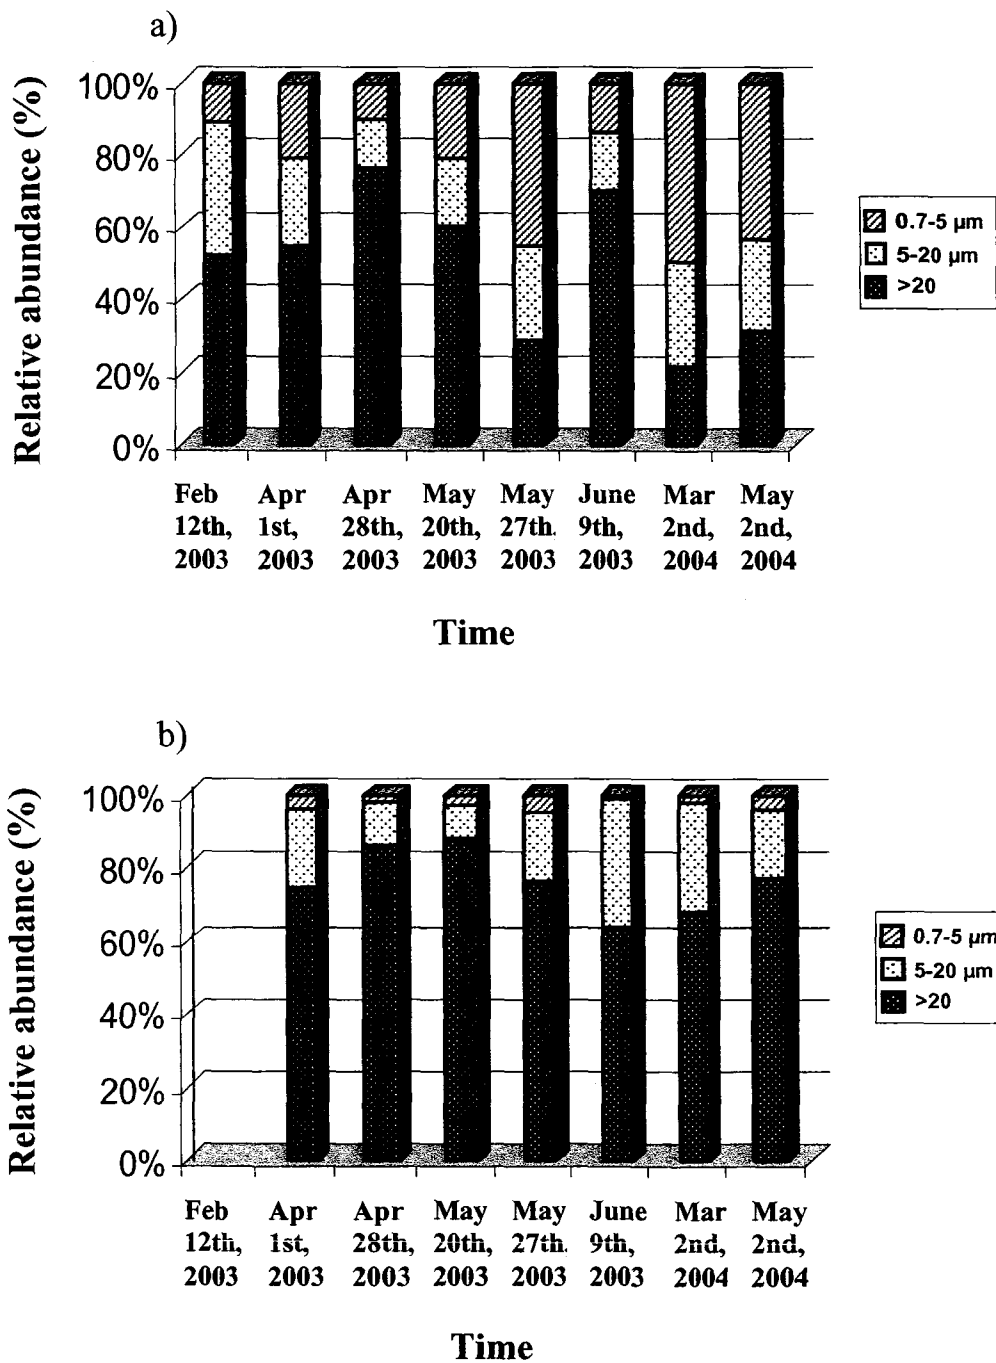 a)
Relative abundance (%)
100%
80%
60%
40%
20%
0%
Feb 12th, 2003
Apr 1st, 2003
Apr 28th, 2003
May 20th, 2003
May 27th. 2003
June 9th, 2003
Mar 2nd, 2004
May 2nd, 2004
Time
0.7-5 µm
5-20 µm
>20
b)
Relative abundance (%)
100%
80%
60%
40%
20%
0%
Feb 12th, 2003
Apr 1st, 2003
Apr 28th, 2003
May 20th, 2003
May 27th. 2003
June 9th, 2003
Mar 2nd, 2004
May 2nd, 2004
Time
0.7-5 µm
5-20 µm
>20